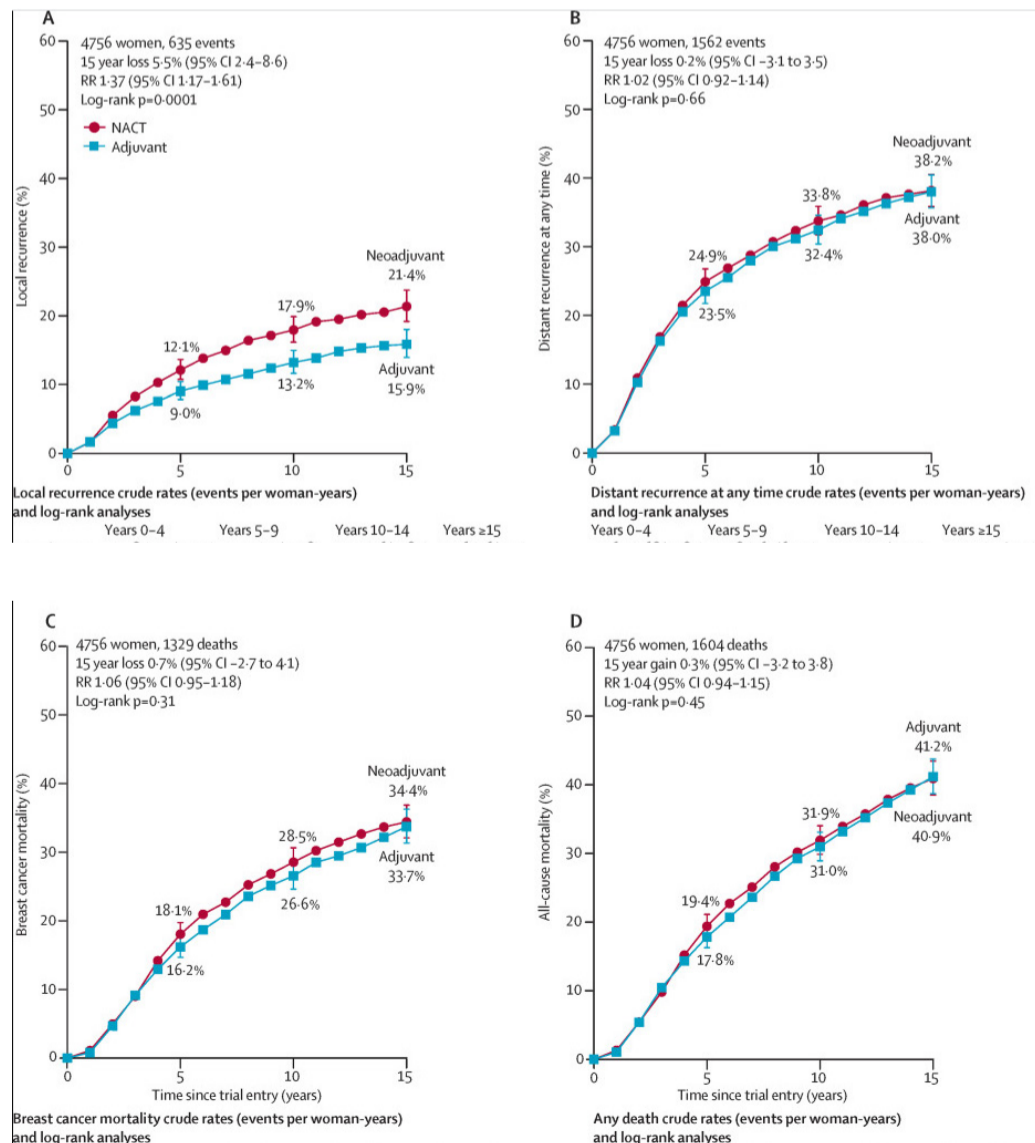 A
4756 women, 635 events
15 year loss 5·5% (95% CI 2·4–8·6)
RR 1·37 (95% CI 1·17–1·61)
Log-rank p=0·0001
NACT
Adjuvant
Local recurrence (%)
60
50
40
30
20
10
0
12·1%
9·0%
17·9%
13·2%
Neoadjuvant
21·4%
Adjuvant
15·9%
0
5
10
15
Local recurrence crude rates (events per woman-years)
and log-rank analyses
Years 0–4 Years 5–9 Years 10–14 Years ≥15
B
4756 women, 1562 events
15 year loss 0·2% (95% CI –3·1 to 3·5)
RR 1·02 (95% CI 0·92–1·14)
Log-rank p=0·66
Distant recurrence at any time (%)
60
50
40
30
20
10
0
24·9%
23·5%
33·8%
32·4%
Neoadjuvant
38·2%
Adjuvant
38·0%
0
5
10
15
Distant recurrence at any time crude rates (events per woman-years)
and log-rank analyses
Years 0–4 Years 5–9 Years 10–14 Years ≥15
C
4756 women, 1329 deaths
15 year loss 0·7% (95% CI –2·7 to 4·1)
RR 1·06 (95% CI 0·95–1·18)
Log-rank p=0·31
Breast cancer mortality (%)
60
50
40
30
20
10
0
18·1%
16·2%
28·5%
26·6%
Neoadjuvant
34·4%
Adjuvant
33·7%
0
5
10
15
Time since trial entry (years)
Breast cancer mortality crude rates (events per woman-years)
and log-rank analyses
D
4756 women, 1604 deaths
15 year gain 0·3% (95% CI –3·2 to 3·8)
RR 1·04 (95% CI 0·94–1·15)
Log-rank p=0·45
All-cause mortality (%)
60
50
40
30
20
10
0
19·4%
17·8%
31·9%
31·0%
Adjuvant
41·2%
Neoadjuvant
40·9%
0
5
10
15
Time since trial entry (years)
Any death crude rates (events per woman-years)
and log-rank analyses